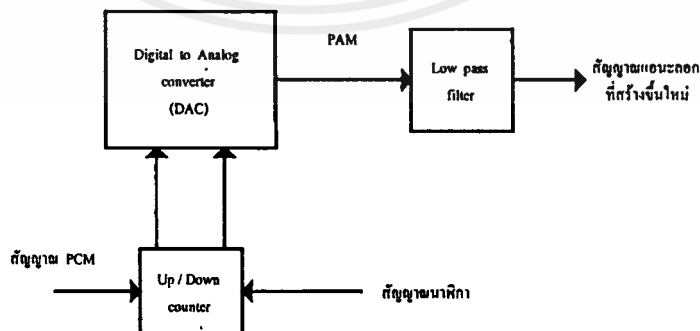 Digital to Analog
converter
(DAC)
PAM
Low pass
filter
สัญญาณแอนะลอก
ที่สร้างขึ้นใหม่
สัญญาณ PCM
Up / Down
counter
สัญญาณนาฬิกา